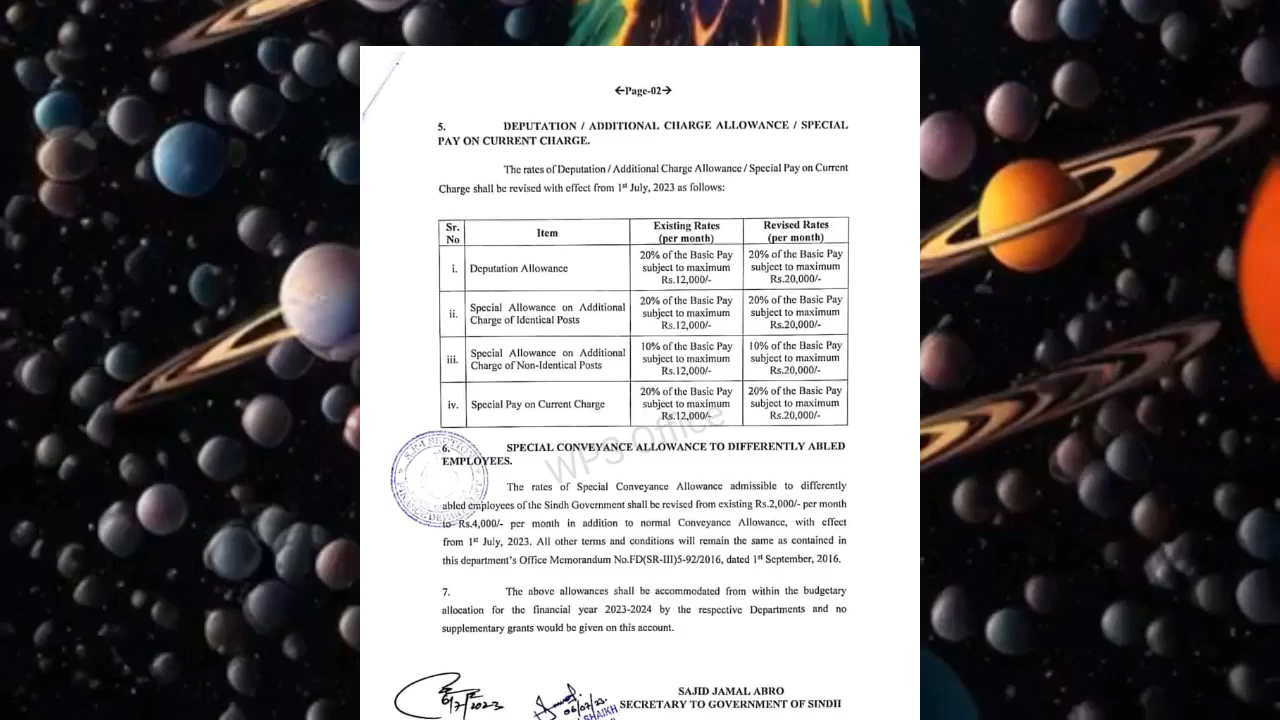 ←Page-02→
5. DEPUTATION / ADDITIONAL CHARGE ALLOWANCE / SPECIAL
PAY ON CURRENT CHARGE.
The rates of Deputation / Additional Charge Allowance / Special Pay on Current
Charge shall be revised with effect from 1st July, 2023 as follows:
Sr. No | Item | Existing Rates (per month) | Revised Rates (per month)
i. | Deputation Allowance | 20% of the Basic Pay subject to maximum Rs.12,000/- | 20% of the Basic Pay subject to maximum Rs.20,000/-
ii. | Special Allowance on Additional Charge of Identical Posts | 20% of the Basic Pay subject to maximum Rs.12,000/- | 20% of the Basic Pay subject to maximum Rs.20,000/-
iii. | Special Allowance on Additional Charge of Non-Identical Posts | 10% of the Basic Pay subject to maximum Rs.12,000/- | 10% of the Basic Pay subject to maximum Rs.20,000/-
iv. | Special Pay on Current Charge | 20% of the Basic Pay subject to maximum Rs.12,000/- | 20% of the Basic Pay subject to maximum Rs.20,000/-
WPS Office
6. SPECIAL CONVEYANCE ALLOWANCE TO DIFFERENTLY ABLED
EMPLOYEES.
The rates of Special Conveyance Allowance admissible to differently
abled employees of the Sindh Government shall be revised from existing Rs.2,000/- per month
to Rs.4,000/- per month in addition to normal Conveyance Allowance, with effect
from 1st July, 2023. All other terms and conditions will remain the same as contained in
this department's Office Memorandum No.FD(SR-III)5-92/2016, dated 1st September, 2016.
7. The above allowances shall be accommodated from within the budgetary
allocation for the financial year 2023-2024 by the respective Departments and no
supplementary grants would be given on this account.
6/7/2023
06/07/23
SHAIKH
SAJID JAMAL ABRO
SECRETARY TO GOVERNMENT OF SINDH